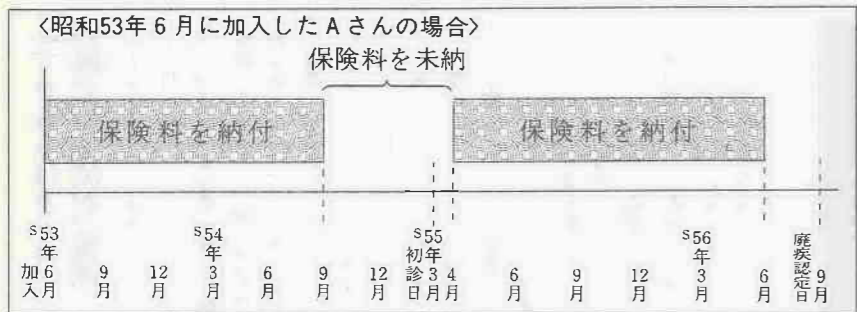 〈昭和53年6月に加入したAさんの場合〉
保険料を未納
保険料を納付
保険料を納付
S53年6月
加入
9月
12月
S54年3月
6月
9月
12月
初診日
S55年3月
4月
6月
9月
12月
S56年3月
6月
廃疾認定日
9月